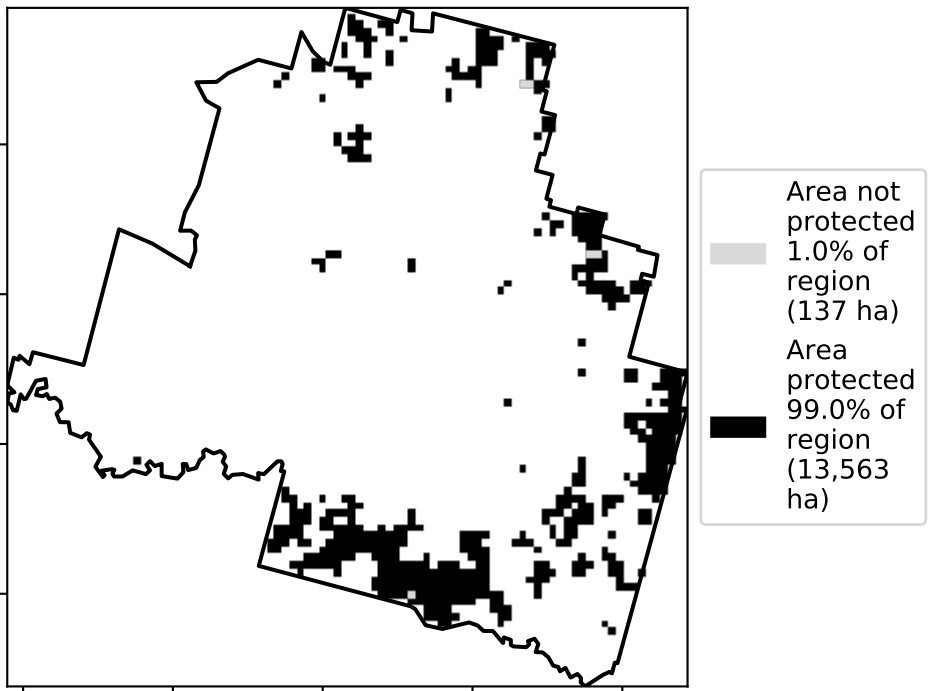 Area not
protected
1.0% of
region
(137 ha)
Area
protected
99.0% of
region
(13,563
ha)